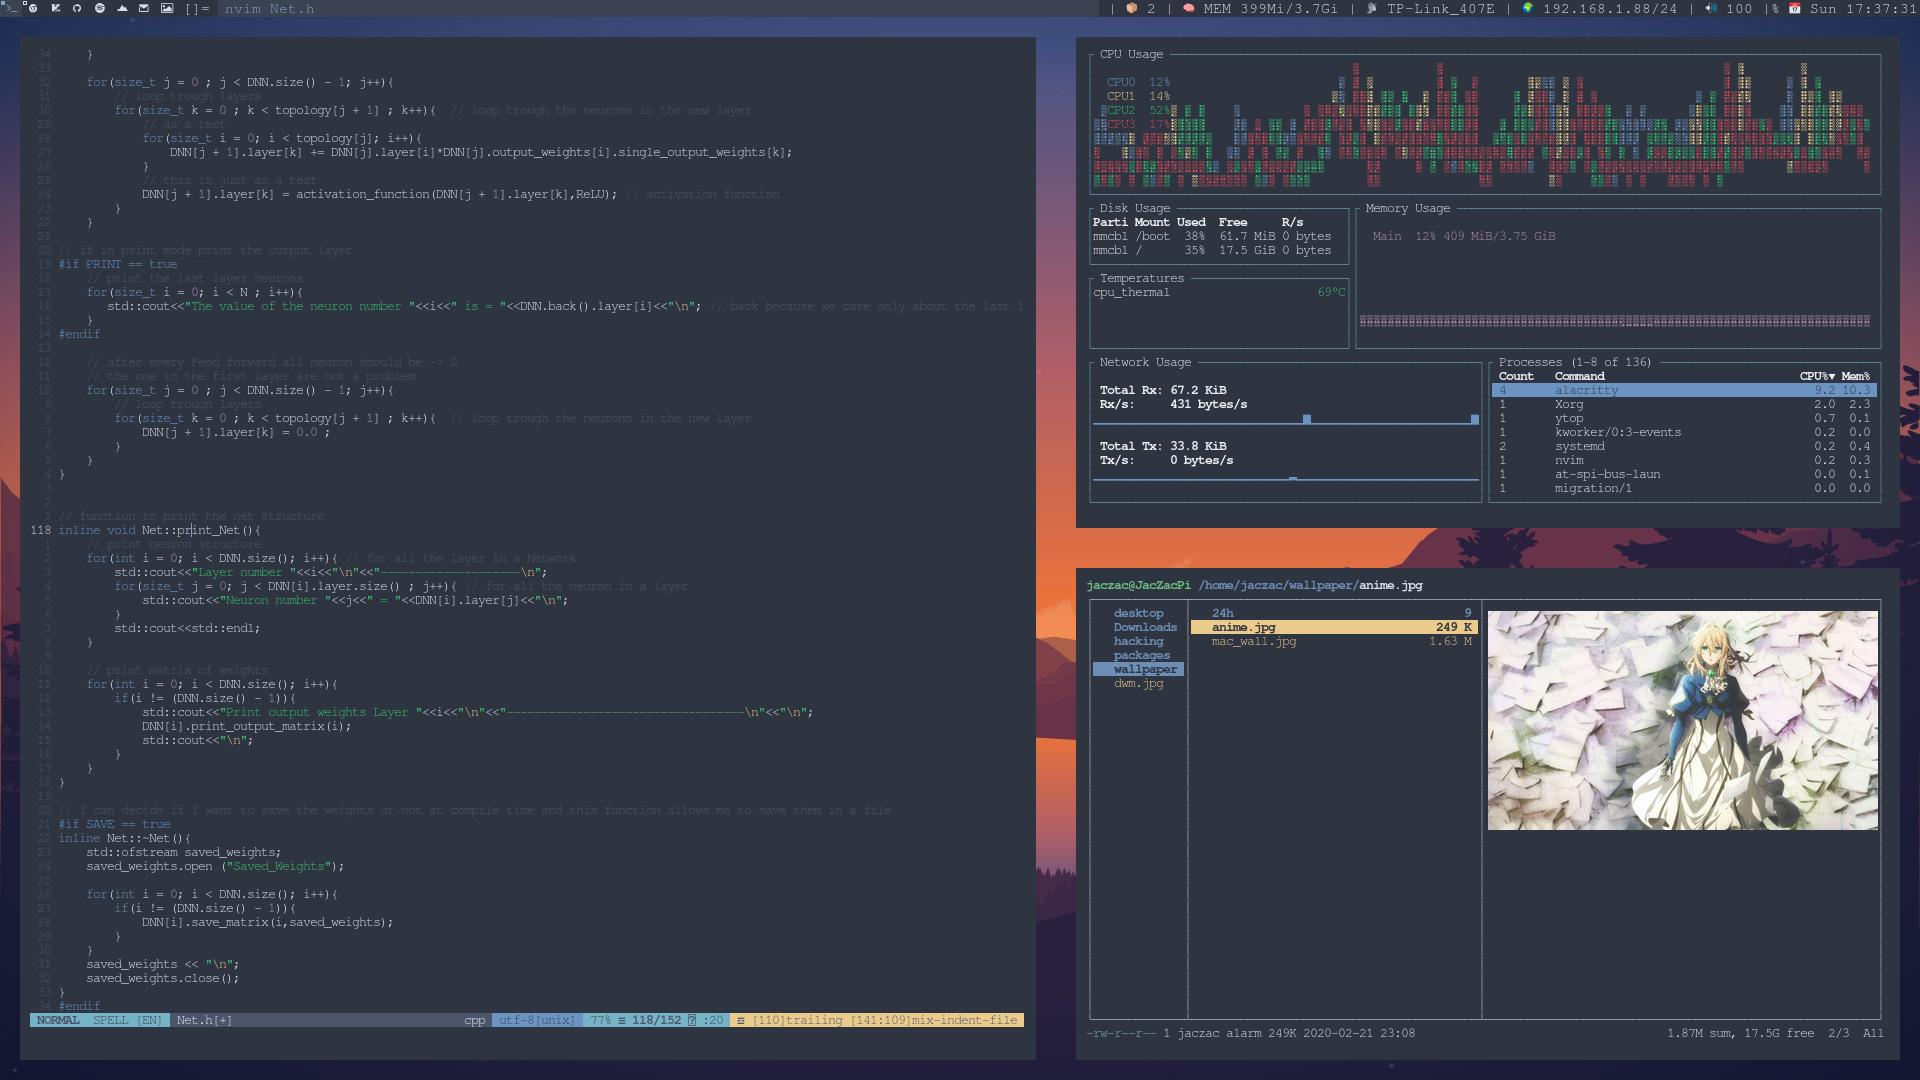 []= nvim Net.h | 2 | MEM 399Mi/3.7Gi | TP-Link_407E | 192.168.1.88/24 | 100 |% Sun 17:37:31
34 }
33
32 for(size_t j = 0 ; j < DNN.size() - 1; j++){
31 // loop trough layers
30 for(size_t k = 0 ; k < topology[j + 1] ; k++){ // loop trough the neurons in the new layer
29 // as a test
28 for(size_t i = 0; i < topology[j]; i++){
27 DNN[j + 1].layer[k] += DNN[j].layer[i]*DNN[j].output_weights[i].single_output_weights[k];
26 }
25 // this is just as a test
24 DNN[j + 1].layer[k] = activation_function(DNN[j + 1].layer[k],ReLU); // activation function
23 }
22 }
21
20 // if in print mode print the output layer
19 #if PRINT == true
18 // print the last layer neurons
17 for(size_t i = 0; i < N ; i++){
16 std::cout<<"The value of the neuron number "<<i<<" is = "<<DNN.back().layer[i]<<"\n"; // back because we care only about the last l
15 }
14 #endif
13
12 // after every Feed forward all neuron should be -> 0
11 // the one in the first layer are not a problem
10 for(size_t j = 0 ; j < DNN.size() - 1; j++){
9 // loop trough layers
8 for(size_t k = 0 ; k < topology[j + 1] ; k++){ // loop trough the neurons in the new layer
7 DNN[j + 1].layer[k] = 0.0 ;
6 }
5 }
4 }
3
2
1 // function to print the net structure
118 inline void Net::print_Net(){
1 // print neuron structure
2 for(int i = 0; i < DNN.size(); i++){ // for all the layer in a Network
3 std::cout<<"Layer number "<<i<<"\n"<<"--------------------\n";
4 for(size_t j = 0; j < DNN[i].layer.size() ; j++){ // for all the neuron in a layer
5 std::cout<<"Neuron number "<<j<<" = "<<DNN[i].layer[j]<<"\n";
6 }
7 std::cout<<std::endl;
8 }
9
10 // print matrix of weights
11 for(int i = 0; i < DNN.size(); i++){
12 if(i != (DNN.size() - 1)){
13 std::cout<<"Print output weights Layer "<<i<<"\n"<<"----------------------------------\n"<<"\n";
14 DNN[i].print_output_matrix(i);
15 std::cout<<"\n";
16 }
17 }
18 }
19
20 // I can decide if I want to save the weights or not at compile time and this function allows me to save them in a file
21 #if SAVE == true
22 inline Net::~Net(){
23 std::ofstream saved_weights;
24 saved_weights.open ("Saved_Weights");
25
26 for(int i = 0; i < DNN.size(); i++){
27 if(i != (DNN.size() - 1)){
28 DNN[i].save_matrix(i,saved_weights);
29 }
30 }
31 saved_weights << "\n";
32 saved_weights.close();
33 }
34 #endif
NORMAL SPELL [EN] Net.h[+] cpp utf-8[unix] 77% ≡ 118/152 :20 [110]trailing [141:109]mix-indent-file
CPU Usage
CPU0 12%
CPU1 14%
CPU2 52%
CPU3 17%
Disk Usage
Parti Mount Used Free R/s
mmcbl /boot 38% 61.7 MiB 0 bytes
mmcbl / 35% 17.5 GiB 0 bytes
Memory Usage
Main 12% 409 MiB/3.75 GiB
Temperatures
cpu_thermal 69°C
Network Usage
Total Rx: 67.2 KiB
Rx/s: 431 bytes/s
Total Tx: 33.8 KiB
Tx/s: 0 bytes/s
Processes (1-8 of 136)
Count Command CPU%▼ Mem%
4 alacritty 9.2 10.3
1 Xorg 2.0 2.3
1 ytop 0.7 0.1
1 kworker/0:3-events 0.2 0.0
2 systemd 0.2 0.4
1 nvim 0.2 0.3
1 at-spi-bus-laun 0.0 0.1
1 migration/1 0.0 0.0
jaczac@JacZacPi /home/jaczac/wallpaper/anime.jpg
desktop
Downloads
hacking
packages
wallpaper
dwm.jpg
24h 9
anime.jpg 249 K
mac_wall.jpg 1.63 M
-rw-r--r-- 1 jaczac alarm 249K 2020-02-21 23:08 1.87M sum, 17.5G free 2/3 All